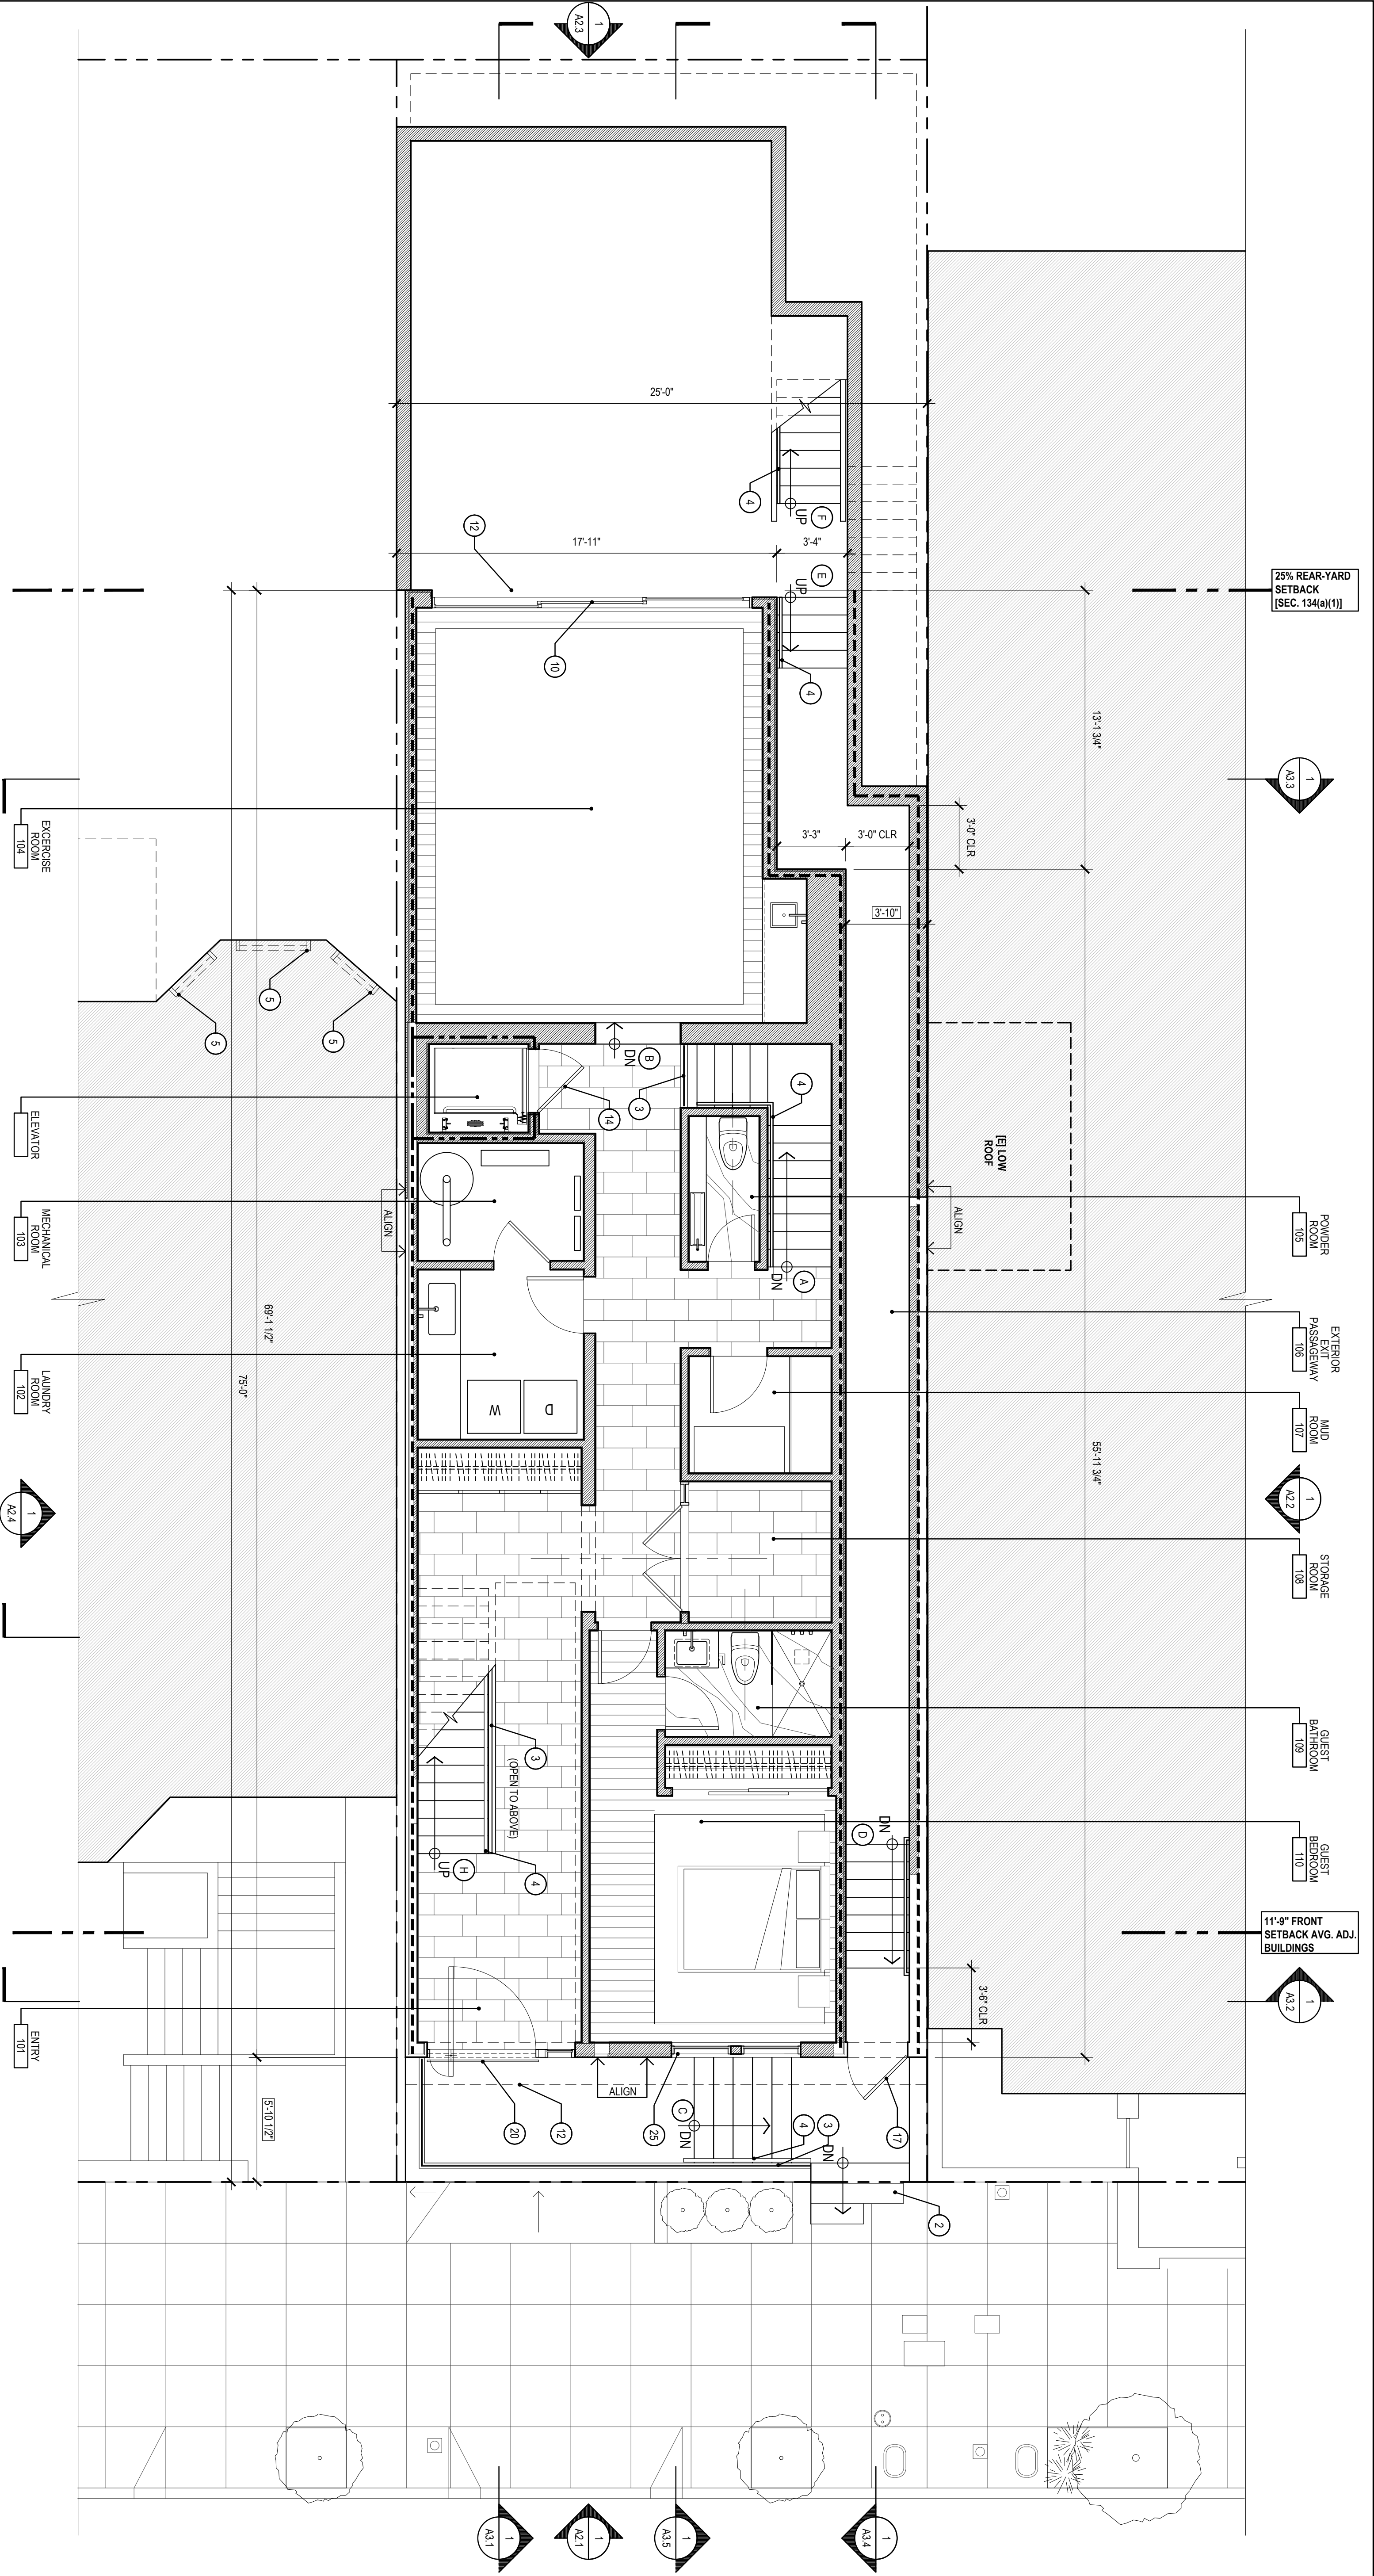 1
A2.3
25% REAR-YARD
SETBACK
[SEC. 134(a)(1)]
25'-0"
4
UP
F
12
17'-11"
3'-4"
UP
E
10
4
13'-1 3/4"
1
A3.3
3'-0" CLR
3'-3"
3'-0" CLR
3'-10"
EXCERCISE
ROOM
104
5
5
5
DN
B
3
14
4
[E] LOW
ROOF
ELEVATOR
POWDER
ROOM
105
MECHANICAL
ROOM
103
ALIGN
ALIGN
DN
A
EXTERIOR
EXIT
PASSAGEWAY
106
69'-1 1/2"
75'-0"
LAUNDRY
ROOM
102
W
D
MUD
ROOM
107
55'-11 3/4"
1
A2.4
1
A2.2
STORAGE
ROOM
108
GUEST
BATHROOM
109
3
(OPEN TO ABOVE)
4
UP
H
DN
D
GUEST
BEDROOM
110
11'-9" FRONT
SETBACK AVG. ADJ.
BUILDINGS
1
A3.2
3'-6" CLR
ENTRY
101
5'-10 1/2"
ALIGN
20
12
25
C
DN
4
3
DN
17
2
1
A3.1
1
A2.1
1
A3.5
1
A3.4